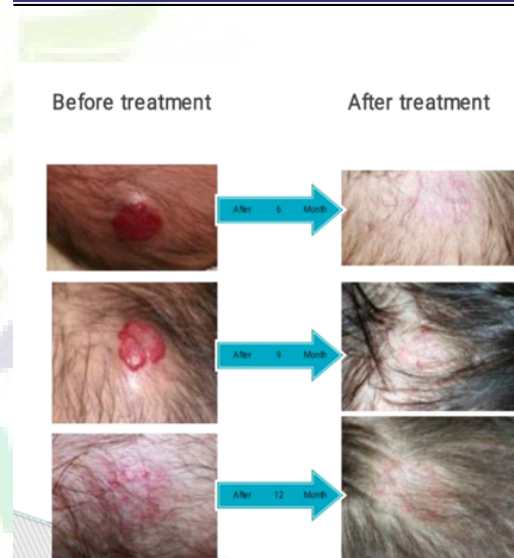 Before treatment
After treatment
After 6 Month
After 9 Month
After 12 Month